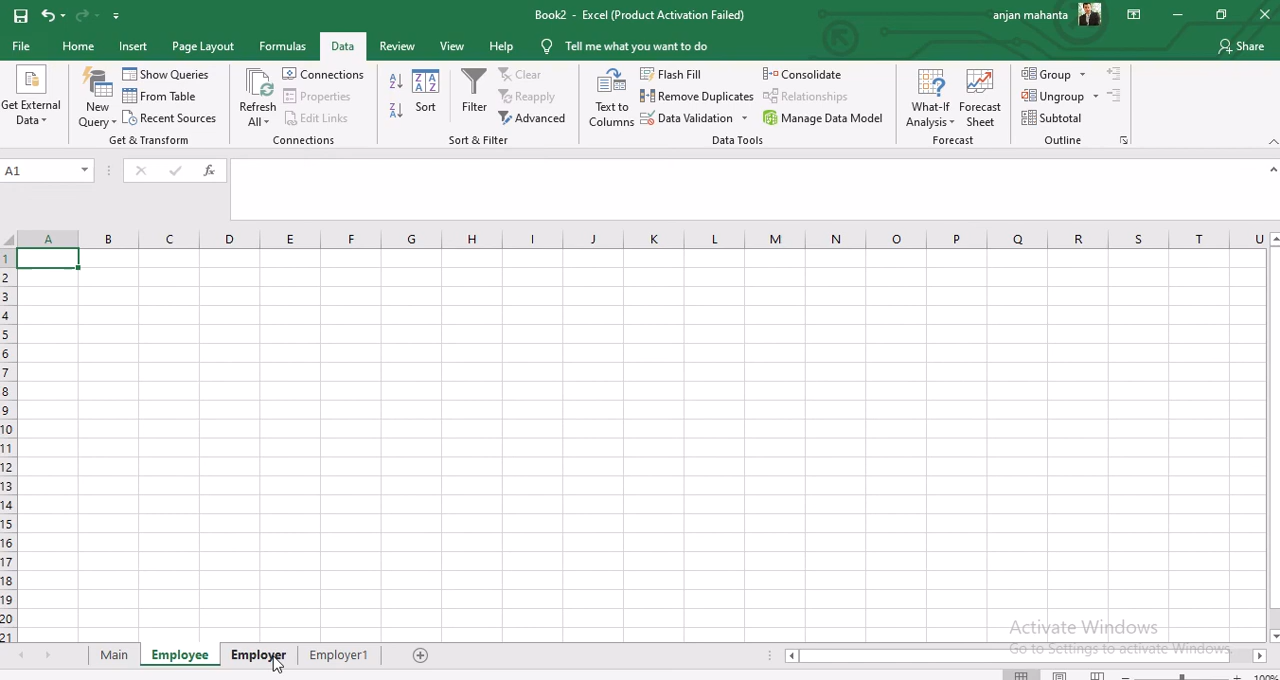 Book2 - Excel (Product Activation Failed)
anjan mahanta
File Home Insert Page Layout Formulas Data Review View Help Tell me what you want to do Share
Get External Data
New Query
Show Queries
From Table
Recent Sources
Get & Transform
Refresh All
Connections
Properties
Edit Links
Connections
Sort
Filter
Clear
Reapply
Advanced
Sort & Filter
Text to Columns
Flash Fill
Remove Duplicates
Data Validation
Consolidate
Relationships
Manage Data Model
Data Tools
What-If Analysis
Forecast Sheet
Forecast
Group
Ungroup
Subtotal
Outline
A1
fx
A B C D E F G H I J K L M N O P Q R S T U
1
2
3
4
5
6
7
8
9
10
11
12
13
14
15
16
17
18
19
20
21
Activate Windows
Go to Settings to activate Windows.
Main Employee Employer Employer1
100%